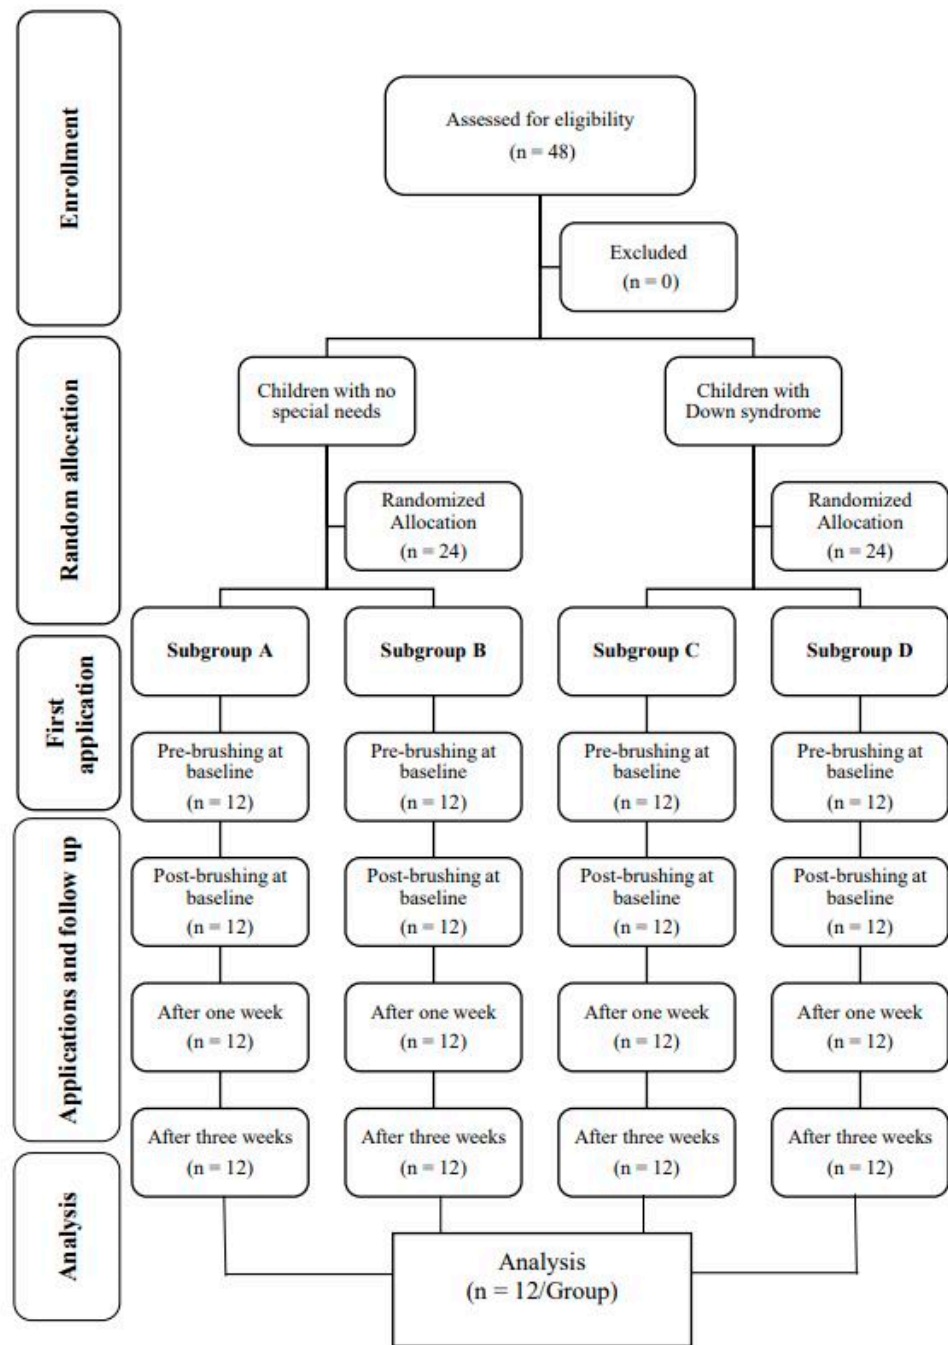 Enrollment
Assessed for eligibility
(n = 48)
Excluded
(n = 0)
Random allocation
Children with no
special needs
Children with
Down syndrome
Randomized
Allocation
(n = 24)
Randomized
Allocation
(n = 24)
First
application
Subgroup A
Subgroup B
Subgroup C
Subgroup D
Pre-brushing at
baseline
(n = 12)
Pre-brushing at
baseline
(n = 12)
Pre-brushing at
baseline
(n = 12)
Pre-brushing at
baseline
(n = 12)
Applications and follow up
Post-brushing at
baseline
(n = 12)
Post-brushing at
baseline
(n = 12)
Post-brushing at
baseline
(n = 12)
Post-brushing at
baseline
(n = 12)
After one week
(n = 12)
After one week
(n = 12)
After one week
(n = 12)
After one week
(n = 12)
After three weeks
(n = 12)
After three weeks
(n = 12)
After three weeks
(n = 12)
After three weeks
(n = 12)
Analysis
Analysis
(n = 12/Group)